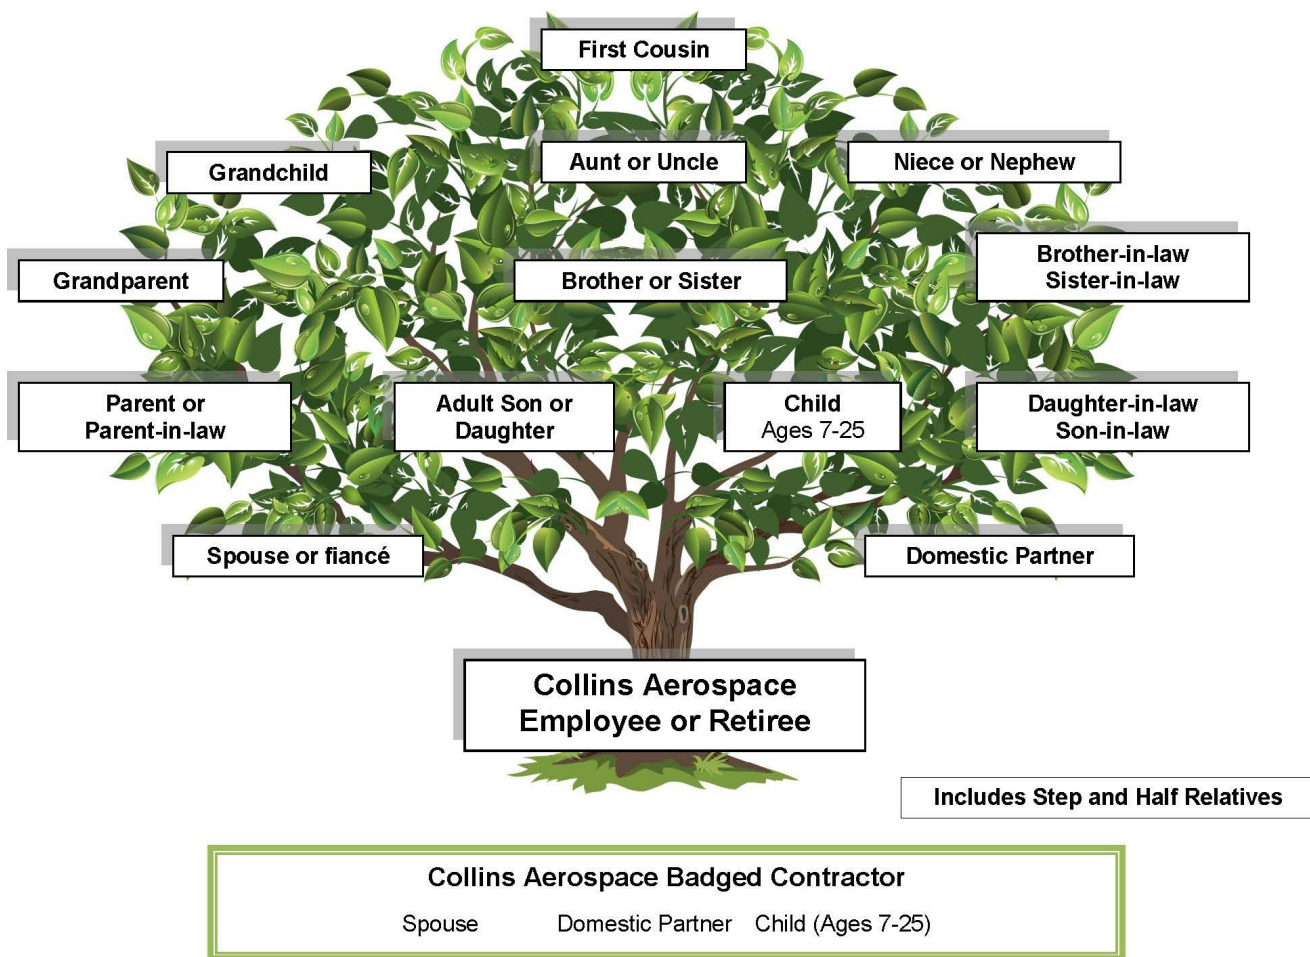 First Cousin
Aunt or Uncle
Niece or Nephew
Grandchild
Brother-in-law
Sister-in-law
Grandparent
Brother or Sister
Parent or
Parent-in-law
Adult Son or
Daughter
Child
Ages 7-25
Daughter-in-law
Son-in-law
Spouse or fiancé
Domestic Partner
Collins Aerospace
Employee or Retiree
Includes Step and Half Relatives
Collins Aerospace Badged Contractor
Spouse Domestic Partner Child (Ages 7-25)